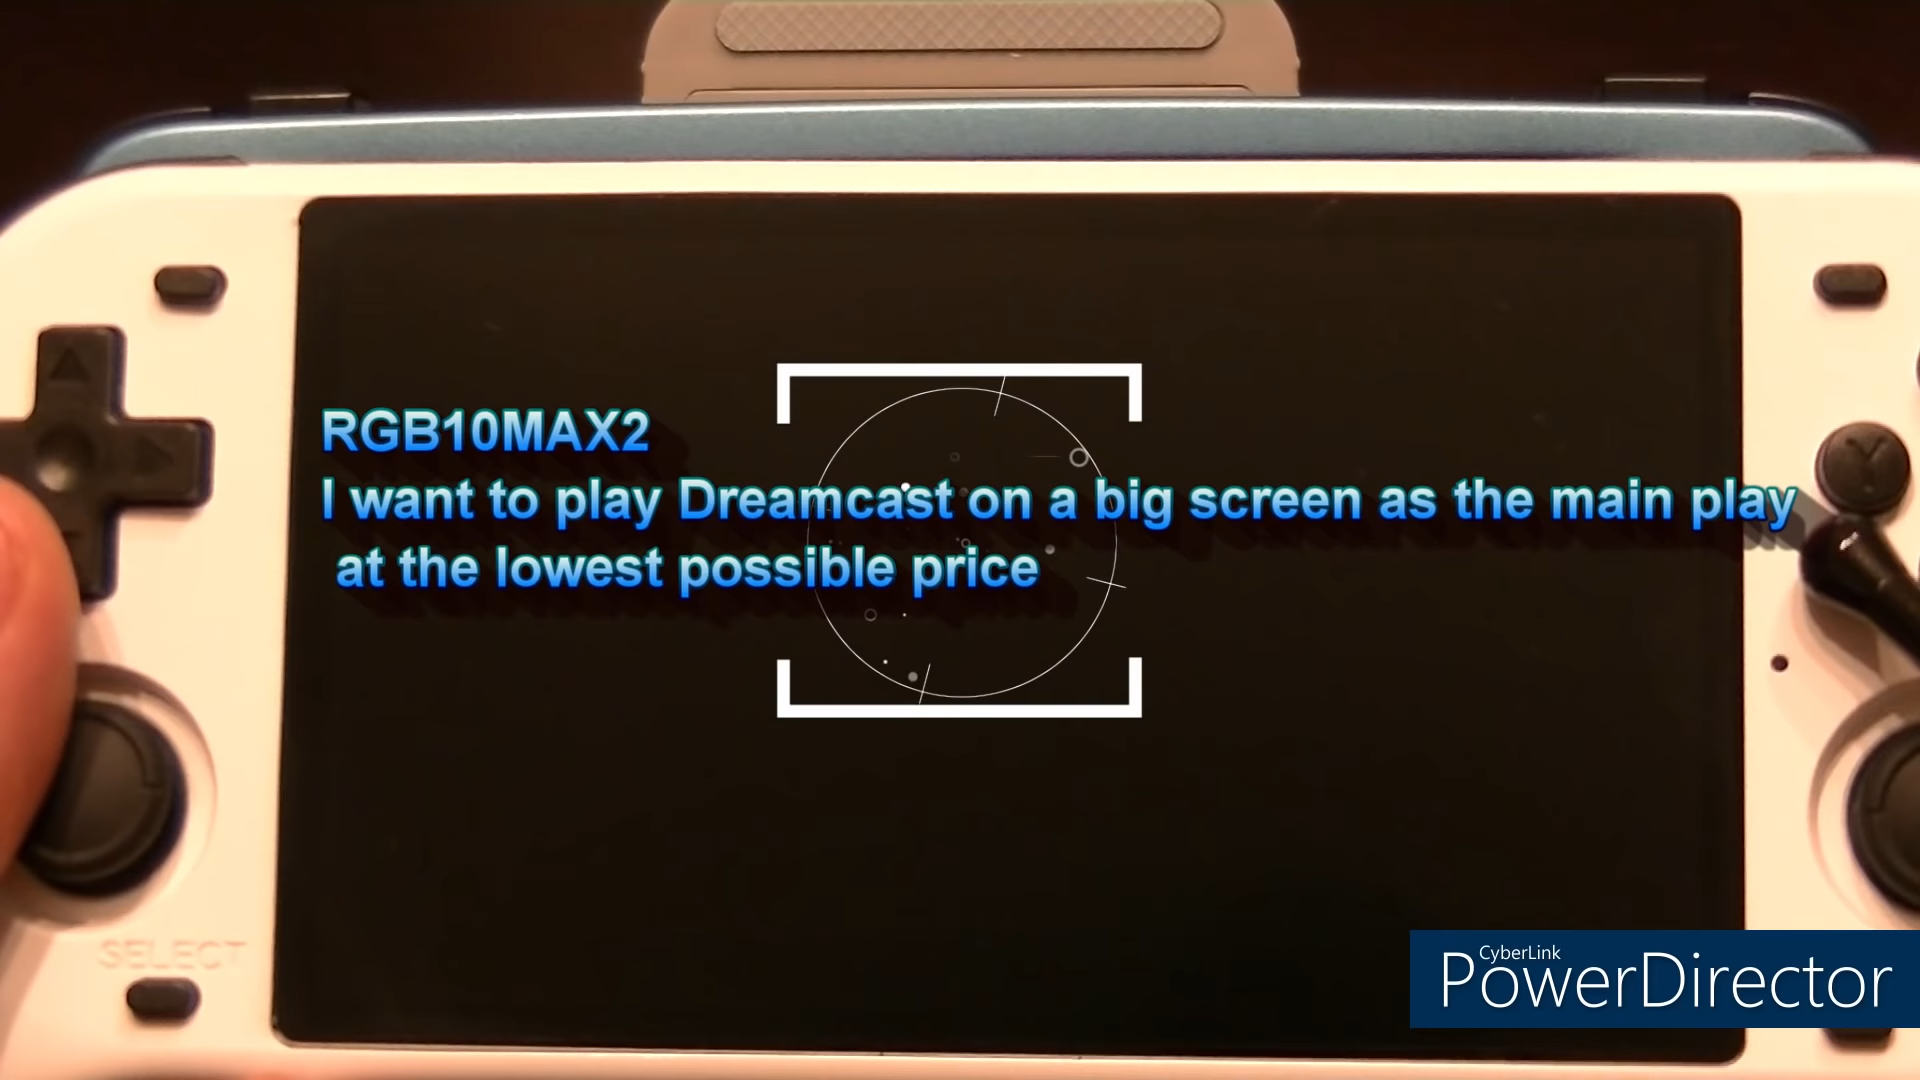 RGB10MAX2
I want to play Dreamcast on a big screen as the main play
at the lowest possible price
Y
SELECT
CyberLink
PowerDirector